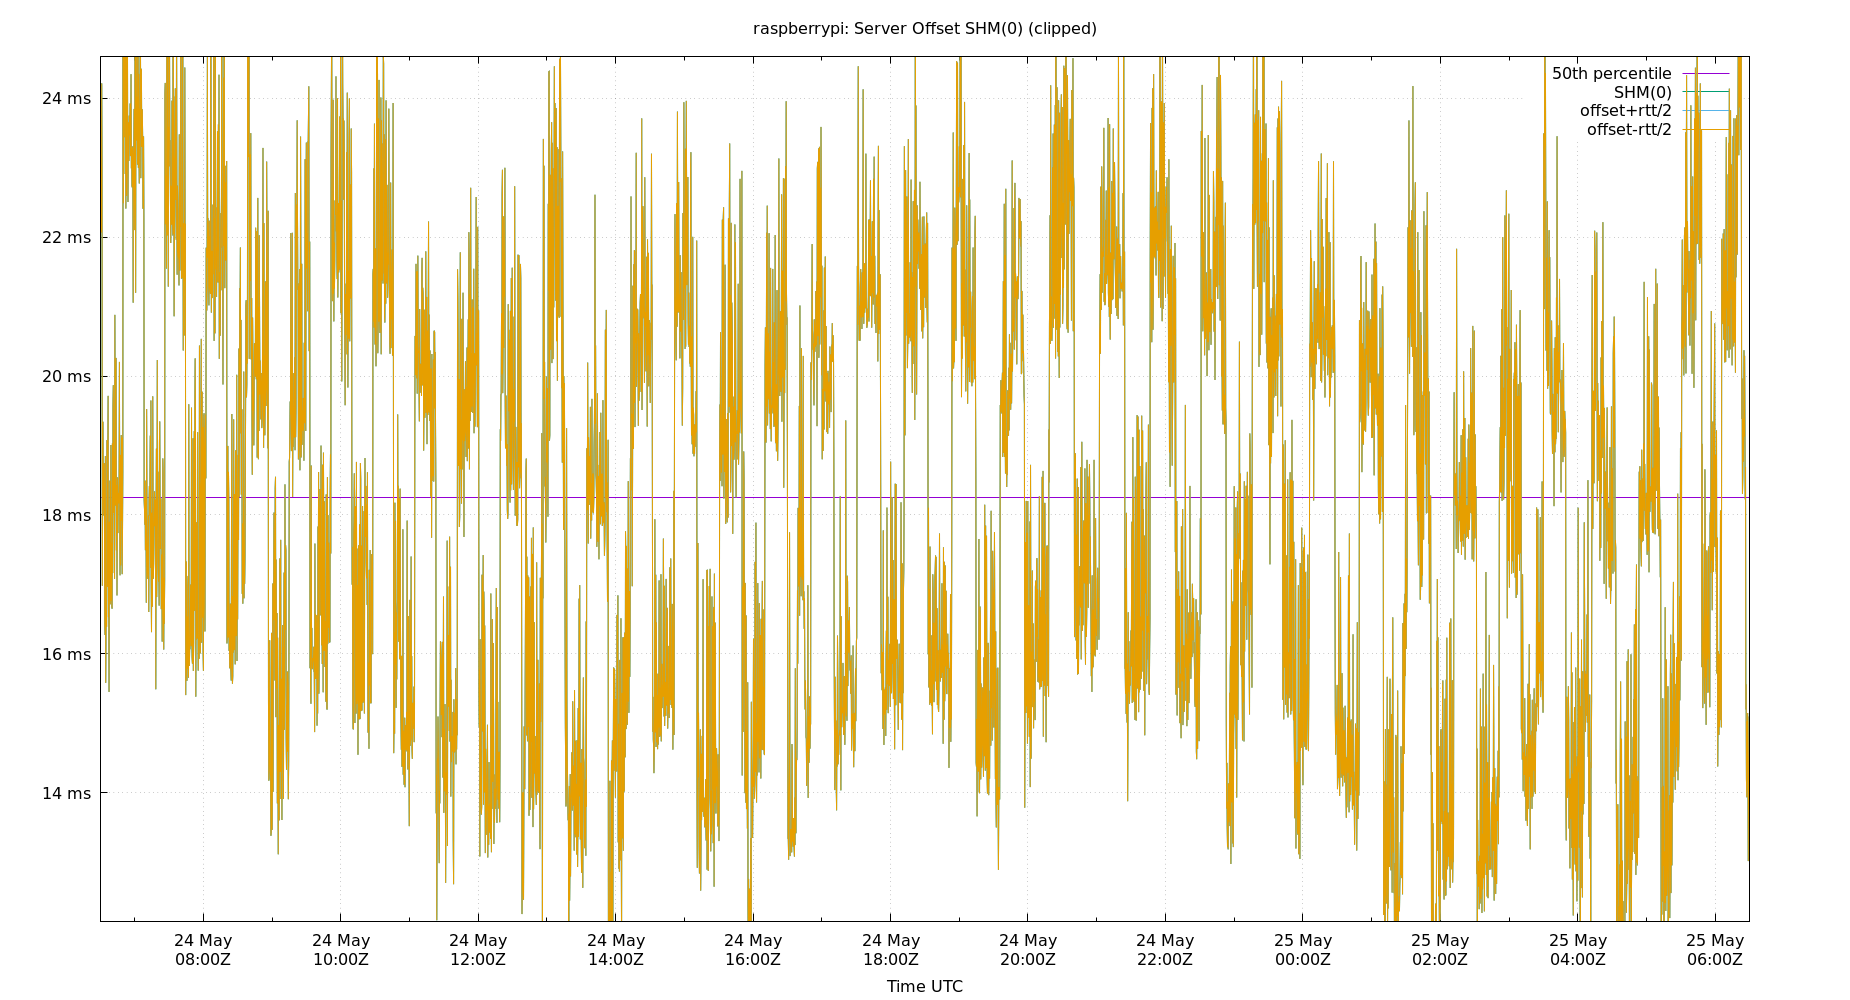 raspberrypi: Server Offset SHM(0) (clipped)
50th percentile
SHM(0)
offset+rtt/2
offset-rtt/2
24 ms
22 ms
20 ms
18 ms
16 ms
14 ms
24 May 24 May 24 May 24 May 24 May 24 May 24 May 24 May 25 May 25 May 25 May 25 May
08:00Z 10:00Z 12:00Z 14:00Z 16:00Z 18:00Z 20:00Z 22:00Z 00:00Z 02:00Z 04:00Z 06:00Z
Time UTC